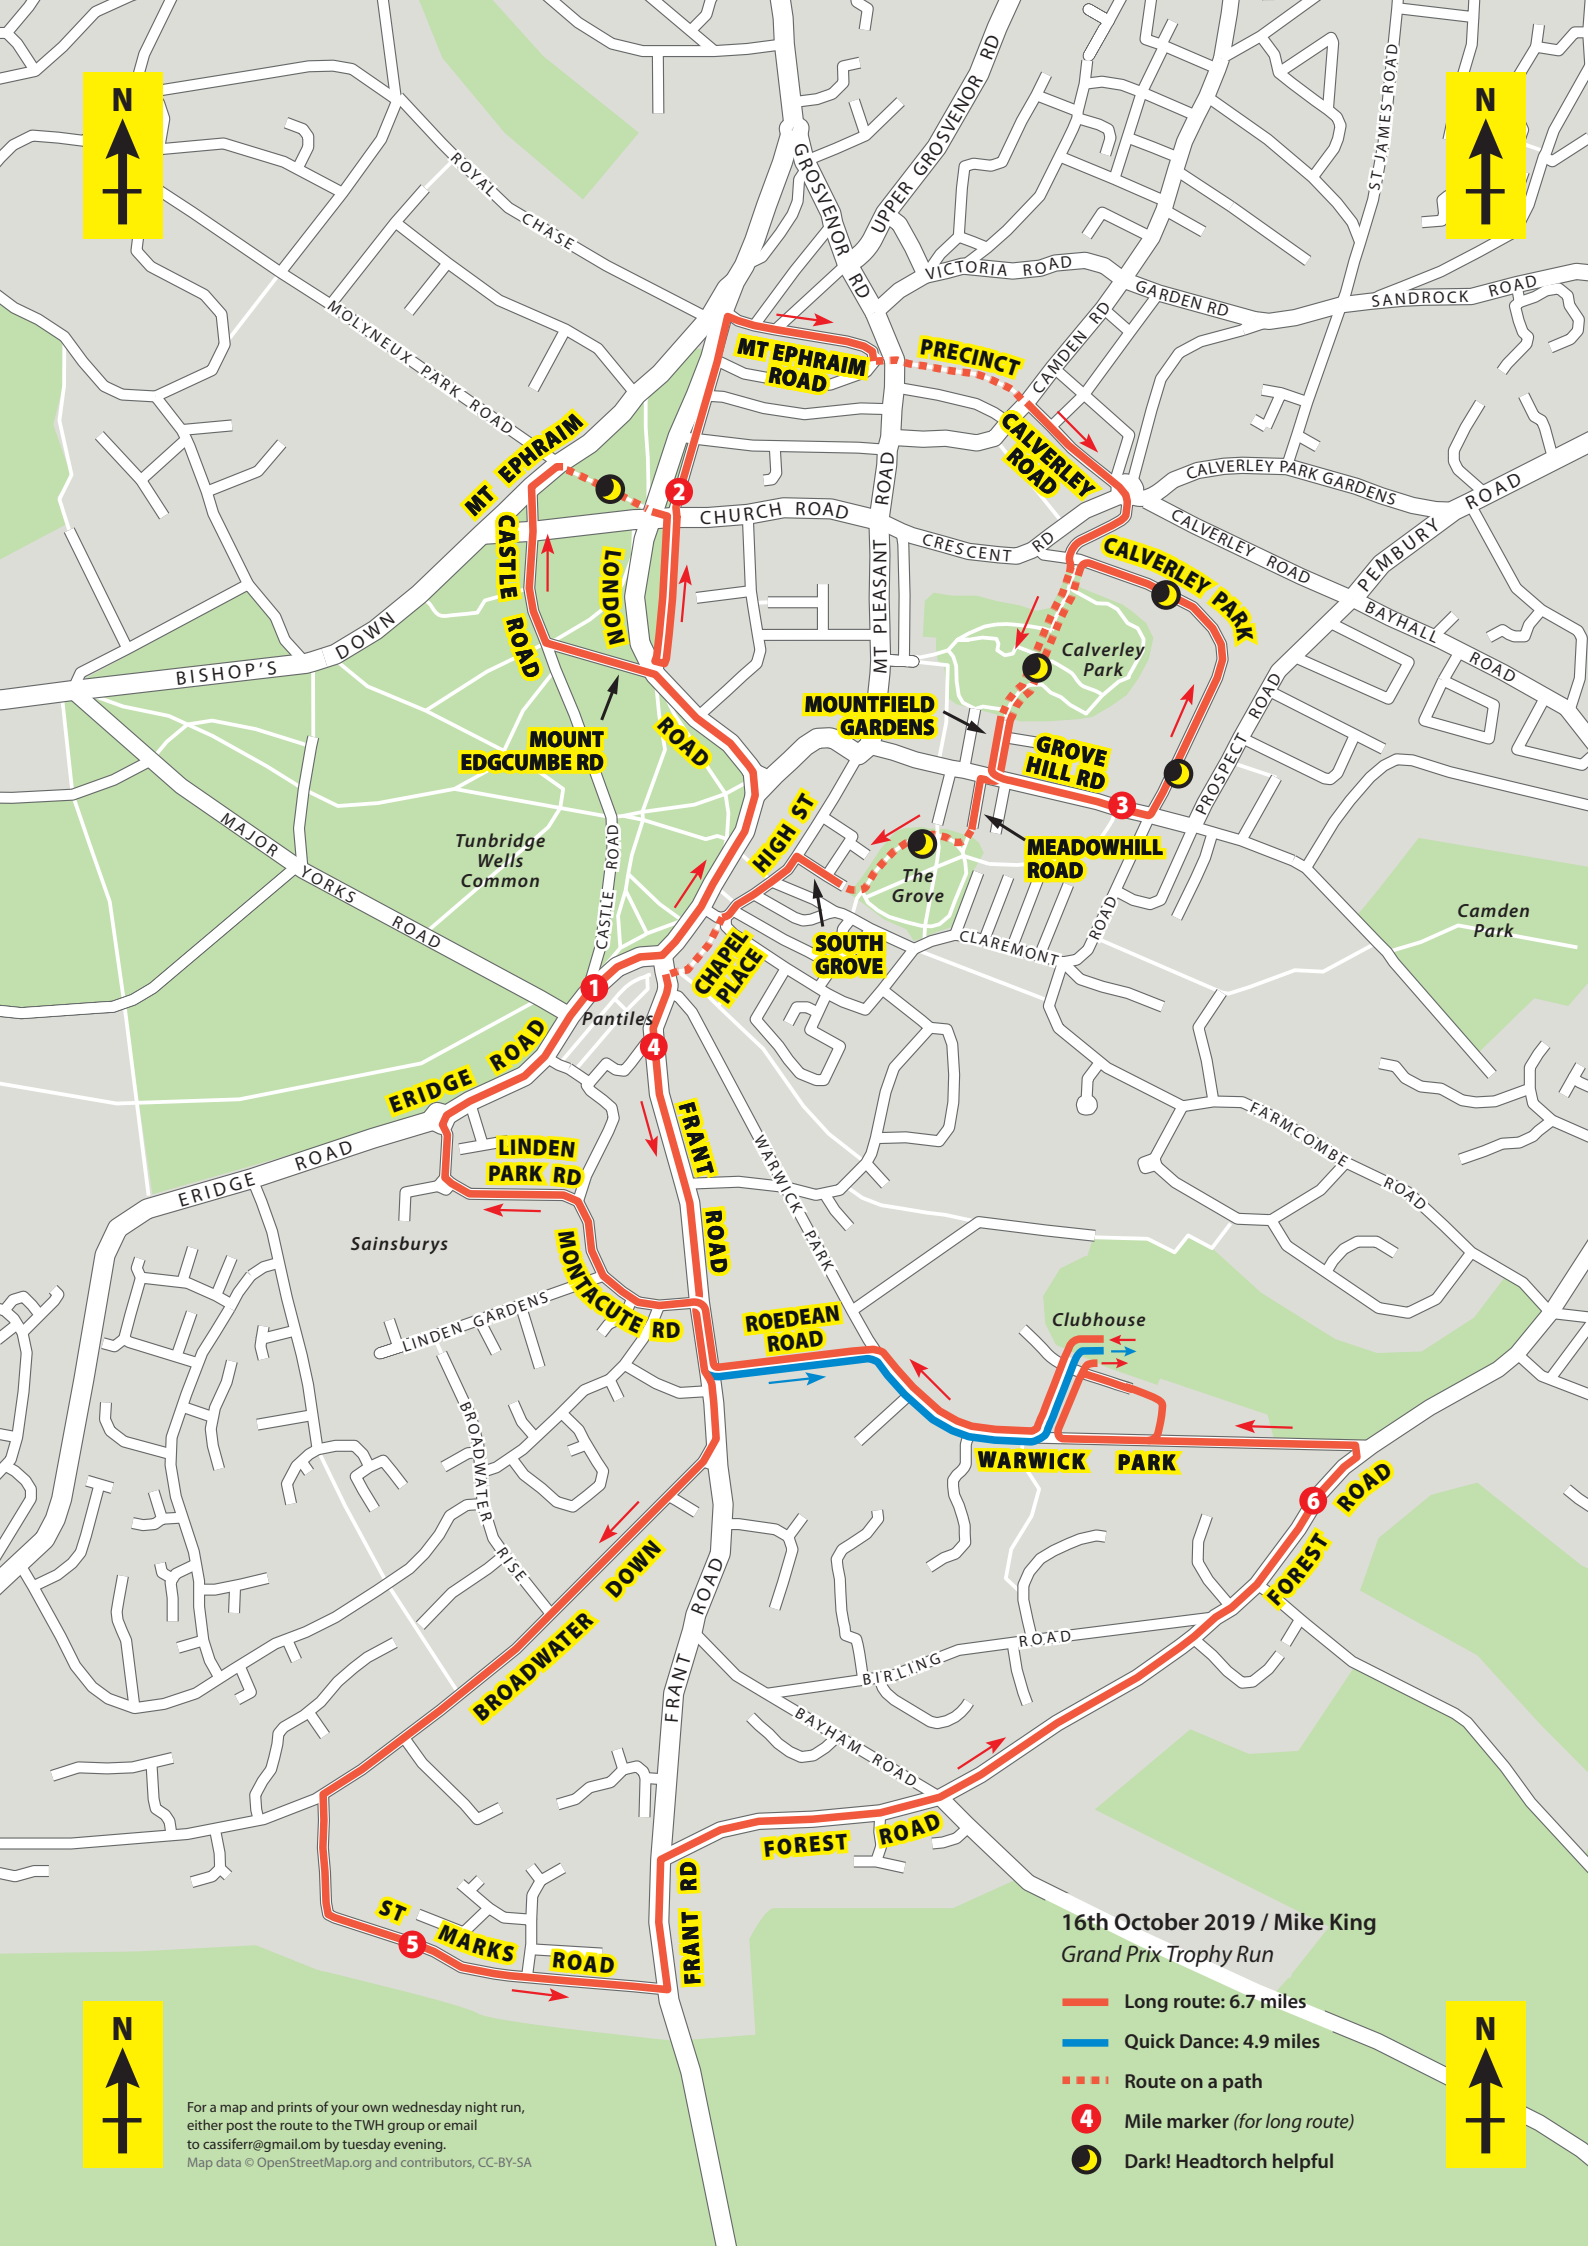 N
N
ROYAL CHASE
GROSVENOR RD
UPPER GROSVENOR RD
ST JAMES ROAD
VICTORIA ROAD
GARDEN RD
SANDROCK ROAD
CAMDEN RD
MOLYNEUX PARK ROAD
MT EPHRAIM
ROAD
PRECINCT
CALVERLEY
ROAD
CALVERLEY PARK GARDENS
PEMBURY ROAD
MT EPHRAIM
2
CHURCH ROAD
MT PLEASANT ROAD
CRESCENT RD
CALVERLEY ROAD
BAYHALL ROAD
CALVERLEY PARK
CASTLE ROAD
LONDON ROAD
BISHOP'S DOWN
Calverley
Park
MOUNTFIELD
GARDENS
MOUNT
EDGCUMBE RD
GROVE
HILL RD
3
PROSPECT ROAD
MAJOR YORKS ROAD
Tunbridge
Wells
Common
CASTLE ROAD
HIGH ST
MEADOWHILL
ROAD
The
Grove
SOUTH
GROVE
CLAREMONT ROAD
Camden
Park
CHAPEL
PLACE
1
Pantiles
4
ERIDGE ROAD
ERIDGE ROAD
FRANT ROAD
WARWICK PARK
FARMCOMBE ROAD
LINDEN
PARK RD
Sainsburys
MONTACUTE RD
LINDEN GARDENS
ROEDEAN
ROAD
Clubhouse
WARWICK PARK
BROADWATER RISE
6
FOREST ROAD
BROADWATER DOWN
FRANT ROAD
BIRLING ROAD
BAYHAM ROAD
FOREST ROAD
FRANT RD
ST MARKS ROAD
5
16th October 2019 / Mike King
Grand Prix Trophy Run
Long route: 6.7 miles
Quick Dance: 4.9 miles
Route on a path
4 Mile marker (for long route)
Dark! Headtorch helpful
N
N
For a map and prints of your own wednesday night run,
either post the route to the TWH group or email
to cassiferr@gmail.om by tuesday evening.
Map data © OpenStreetMap.org and contributors, CC-BY-SA